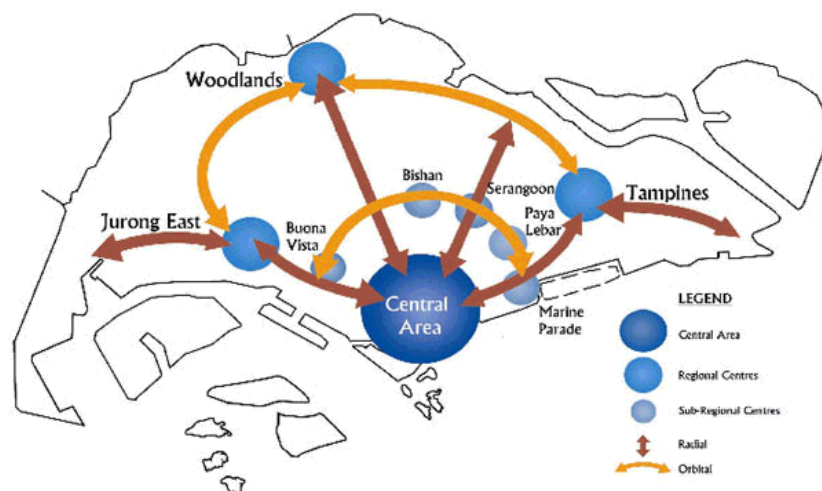 Woodlands
Bishan
Serangoon
Paya
Lebar
Tampines
Jurong East
Buona
Vista
Central
Area
Marine
Parade
LEGEND
Central Area
Regional Centres
Sub-Regional Centres
Radial
Orbital